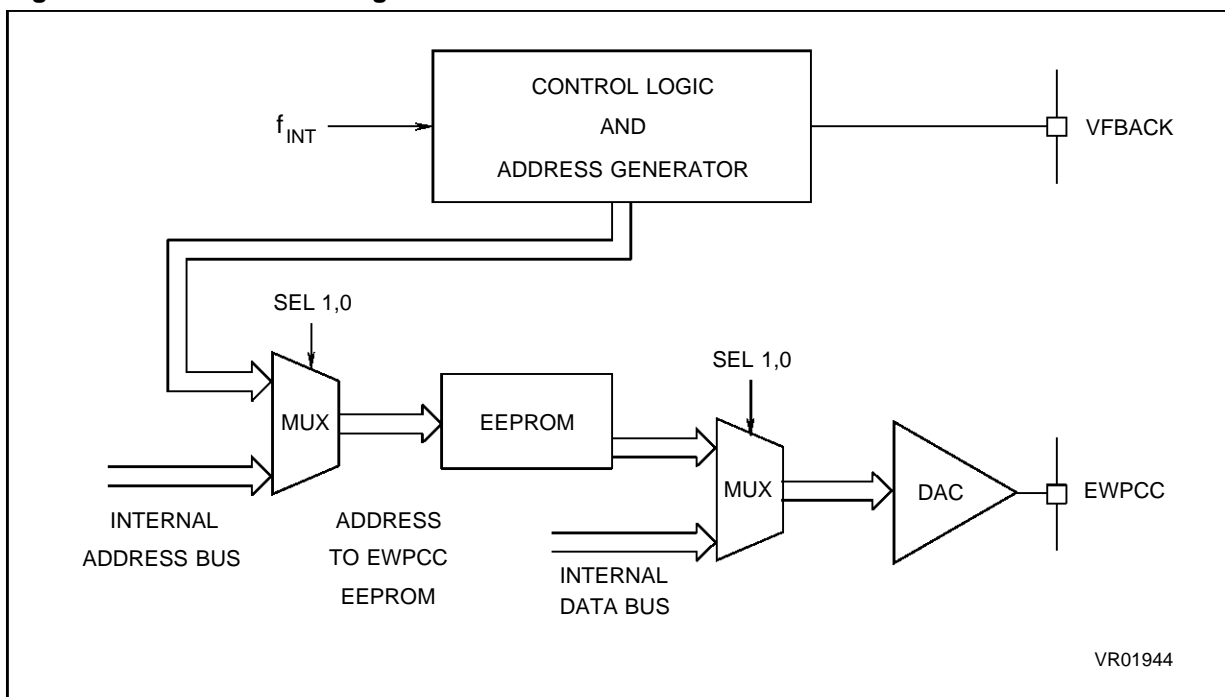 CONTROL LOGIC
AND
ADDRESS GENERATOR
fINT
VFBACK
SEL 1,0
SEL 1,0
MUX
EEPROM
MUX
DAC
EWPCC
INTERNAL
ADDRESS BUS
ADDRESS
TO EWPCC
EEPROM
INTERNAL
DATA BUS
VR01944